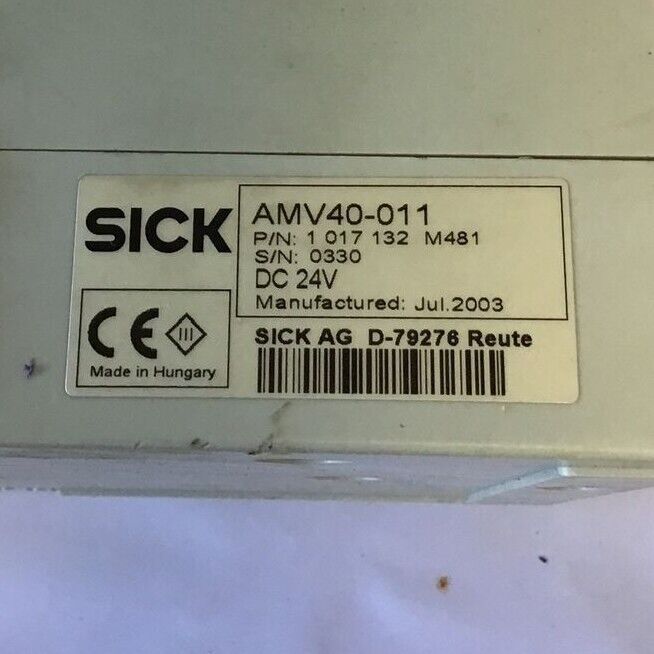 SICK
AMV40-011
P/N: 1 017 132 M481
S/N: 0330
DC 24V
Manufactured: Jul.2003
CE III
Made in Hungary
SICK AG D-79276 Reute